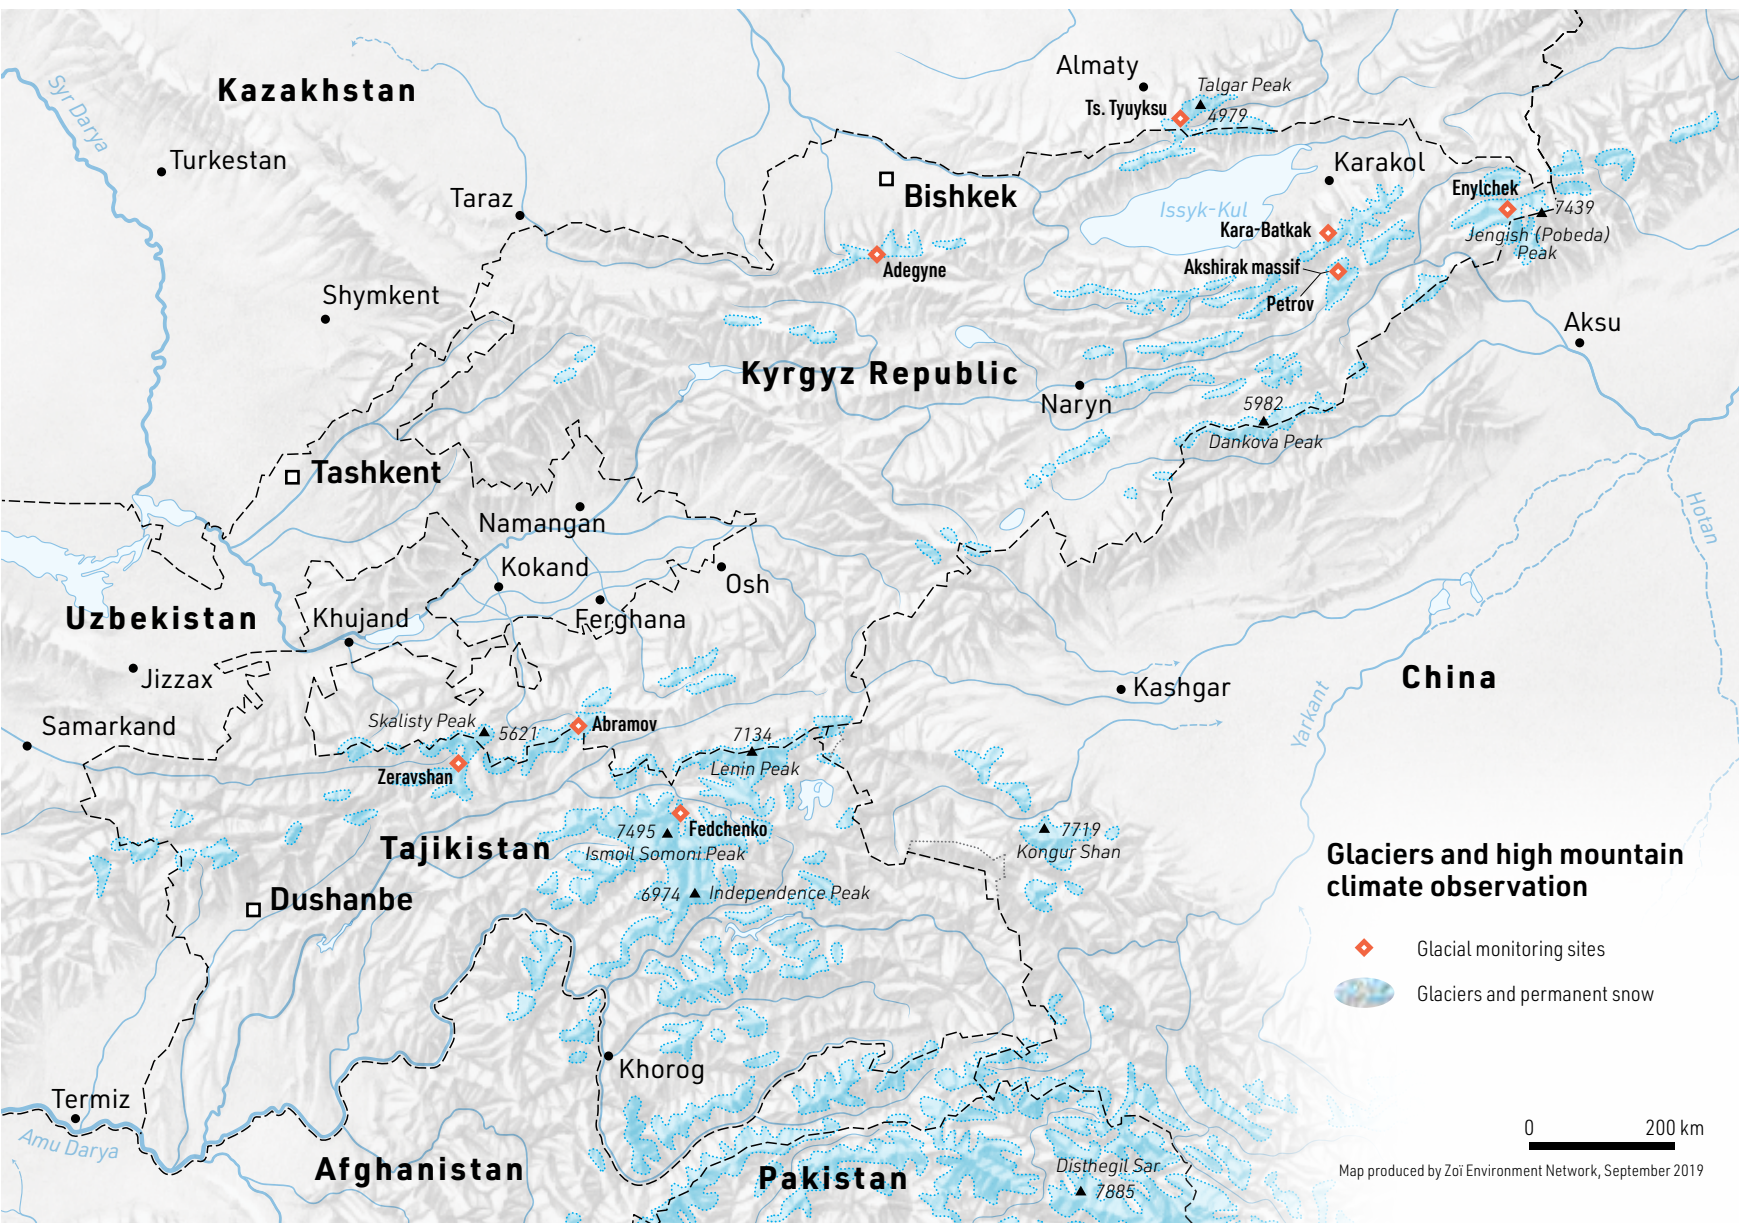 Kazakhstan
Syr Darya
Turkestan
Taraz
Shymkent
Almaty
Talgar Peak
4979
Ts. Tyuyksu
Bishkek
Issyk-Kul
Karakol
Enylchek
7439
Jengish (Pobeda)
Peak
Kara-Batkak
Adegyne
Akshirak massif
Petrov
Aksu
Kyrgyz Republic
Naryn
5982
Dankova Peak
Tashkent
Namangan
Kokand
Osh
Ferghana
Khujand
Uzbekistan
Jizzax
Samarkand
Hotan
China
Kashgar
Yarkant
Skalisty Peak
5621
Abramov
Zeravshan
7134
Lenin Peak
Tajikistan
Fedchenko
7495
Ismoil Somoni Peak
6974
Independence Peak
7719
Kongur Shan
Dushanbe
Khorog
Termiz
Amu Darya
Afghanistan
Pakistan
Disthegil Sar
7885
Glaciers and high mountain
climate observation
Glacial monitoring sites
Glaciers and permanent snow
0 200 km
Map produced by Zoï Environment Network, September 2019